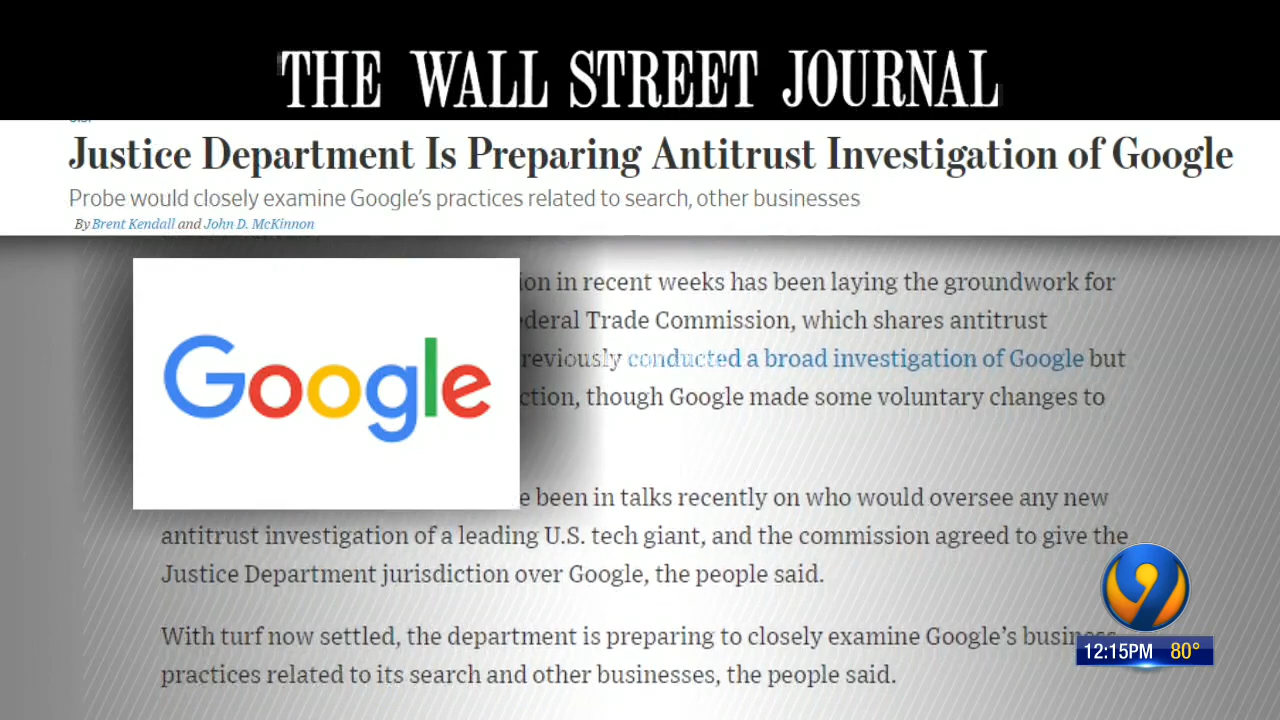 THE WALL STREET JOURNAL
Justice Department Is Preparing Antitrust Investigation of Google
Probe would closely examine Google’s practices related to search, other businesses
By Brent Kendall and John D. McKinnon
Google
ion in recent weeks has been laying the groundwork for
ederal Trade Commission, which shares antitrust
reviously conducted a broad investigation of Google but
ction, though Google made some voluntary changes to
e been in talks recently on who would oversee any new
antitrust investigation of a leading U.S. tech giant, and the commission agreed to give the
Justice Department jurisdiction over Google, the people said.
With turf now settled, the department is preparing to closely examine Google’s business
practices related to its search and other businesses, the people said.
9
12:15PM 80°